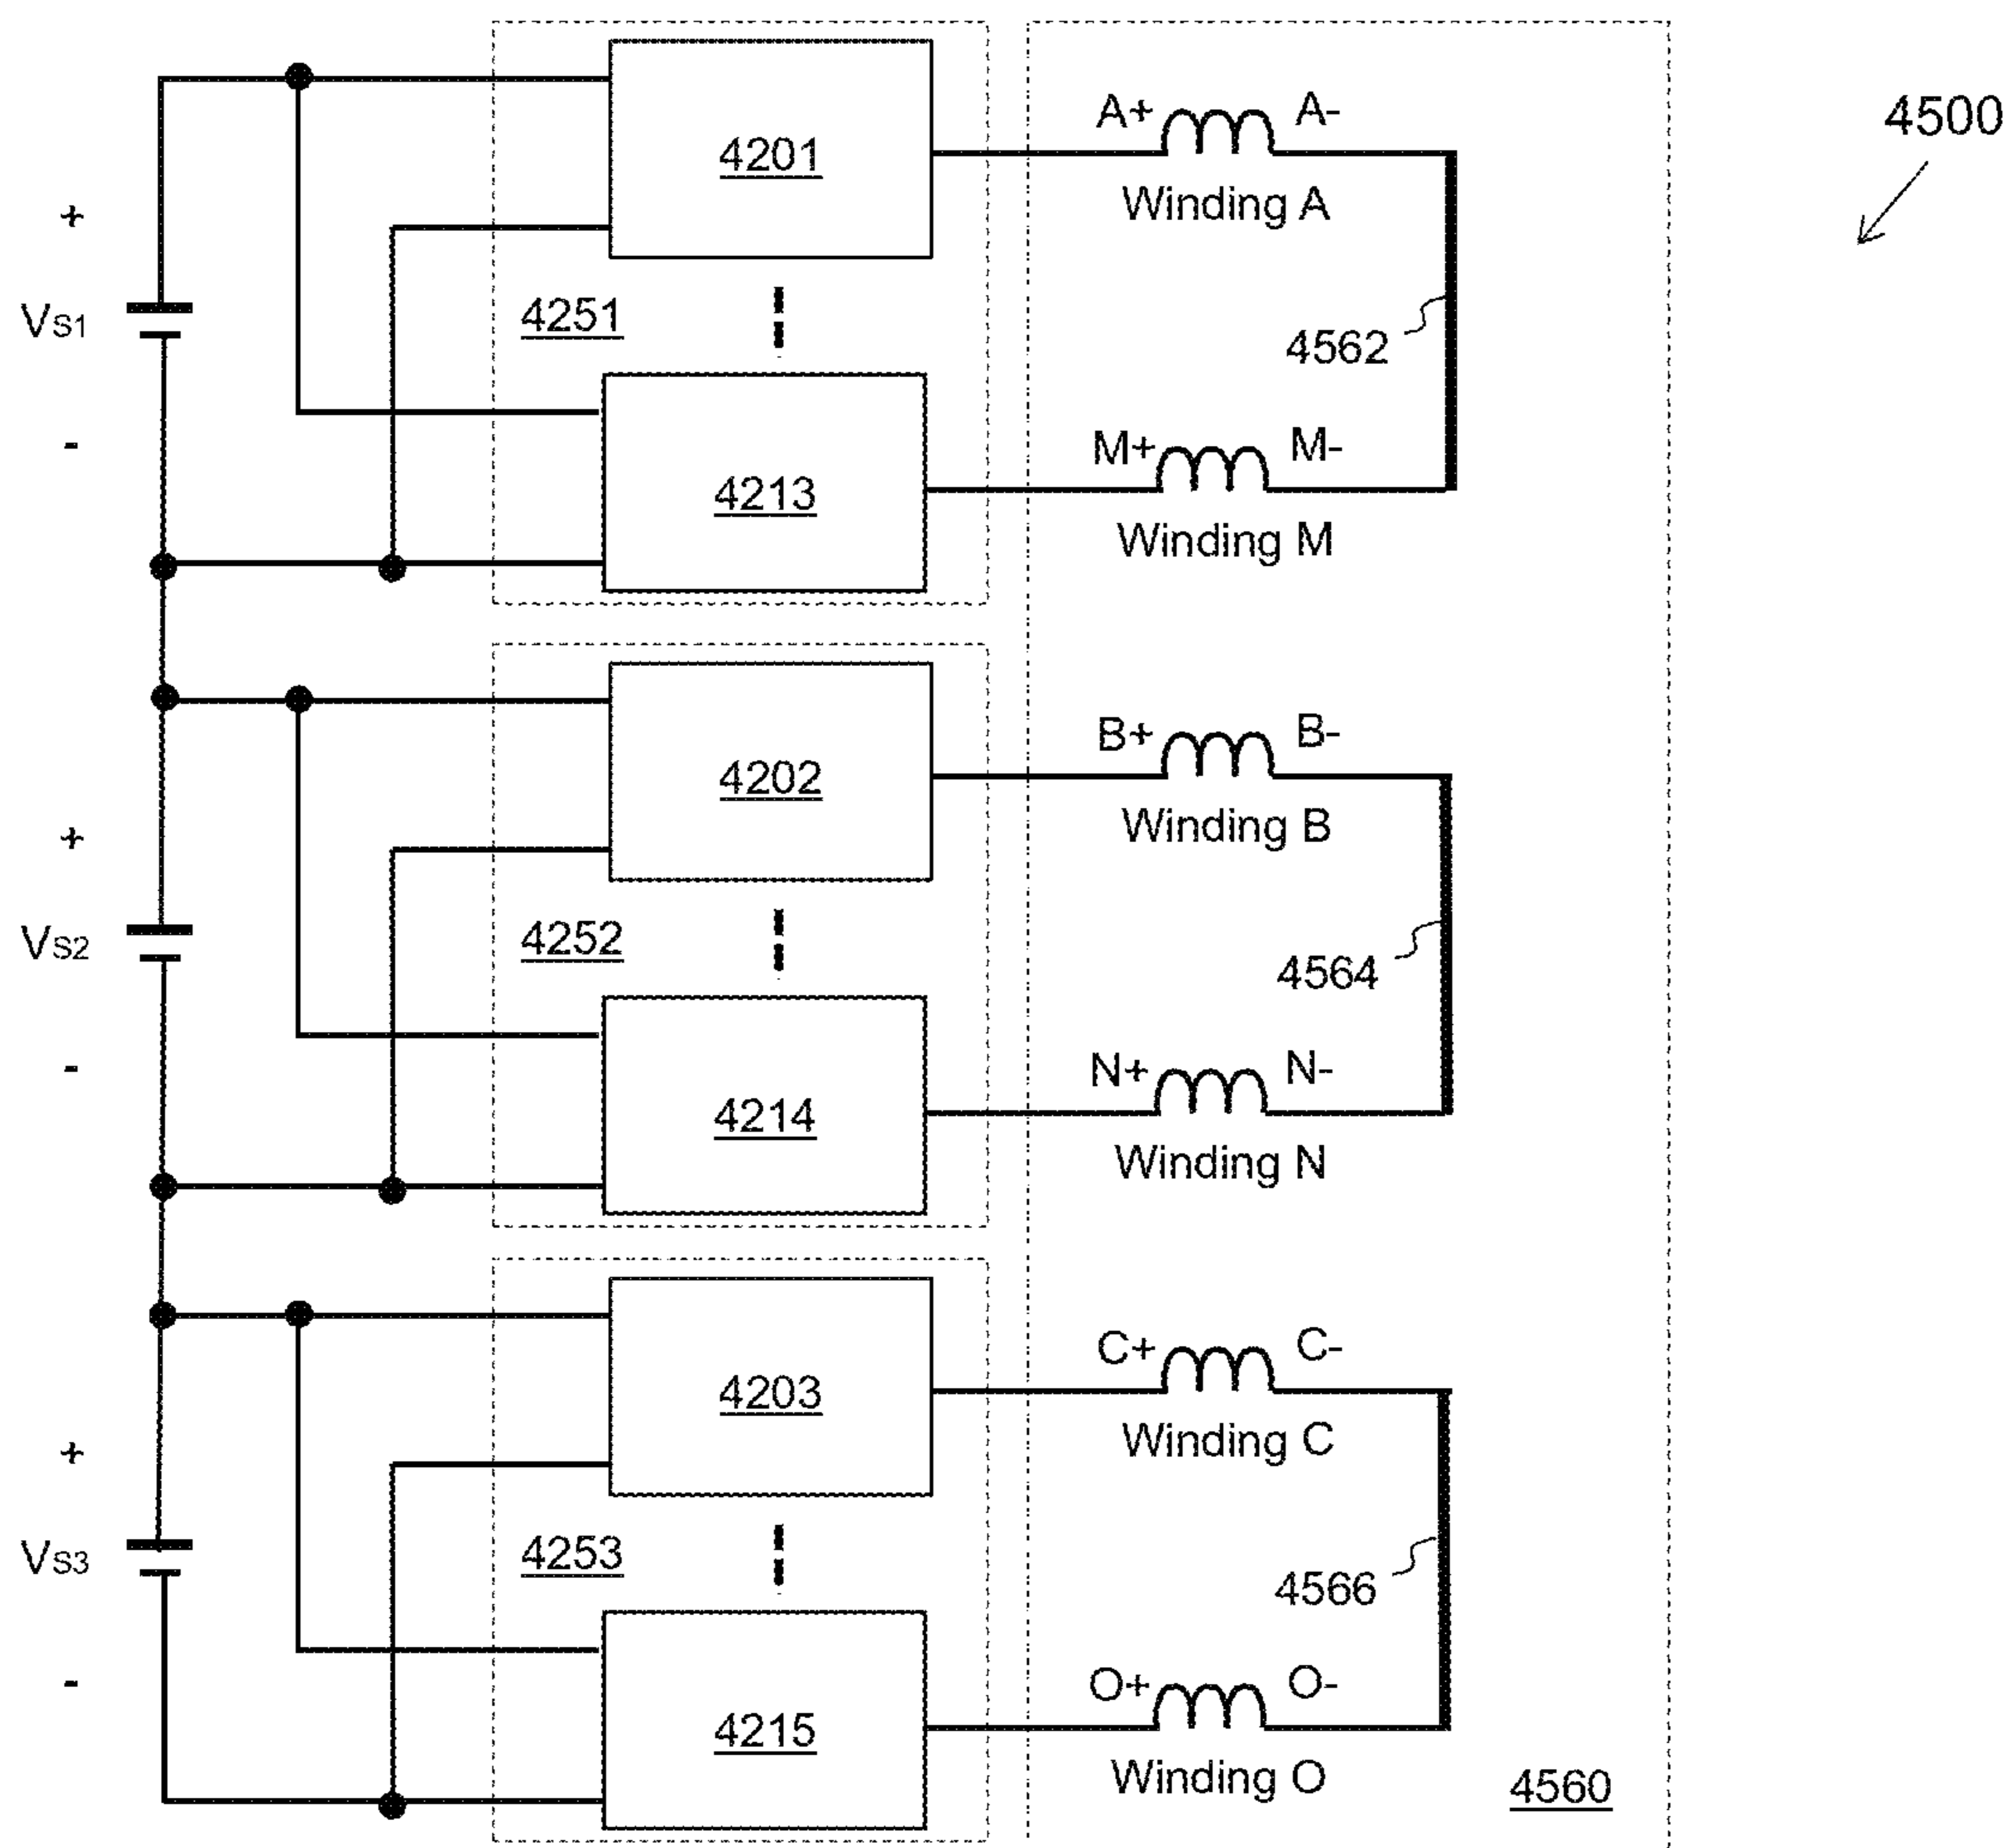 4500
4201
A+ A-
Winding A
+
VS1
-
4251
4562
4213
M+ M-
Winding M
4202
B+ B-
Winding B
+
VS2
-
4252
4564
4214
N+ N-
Winding N
4203
C+ C-
Winding C
+
VS3
-
4253
4566
4215
O+ O-
Winding O
4560